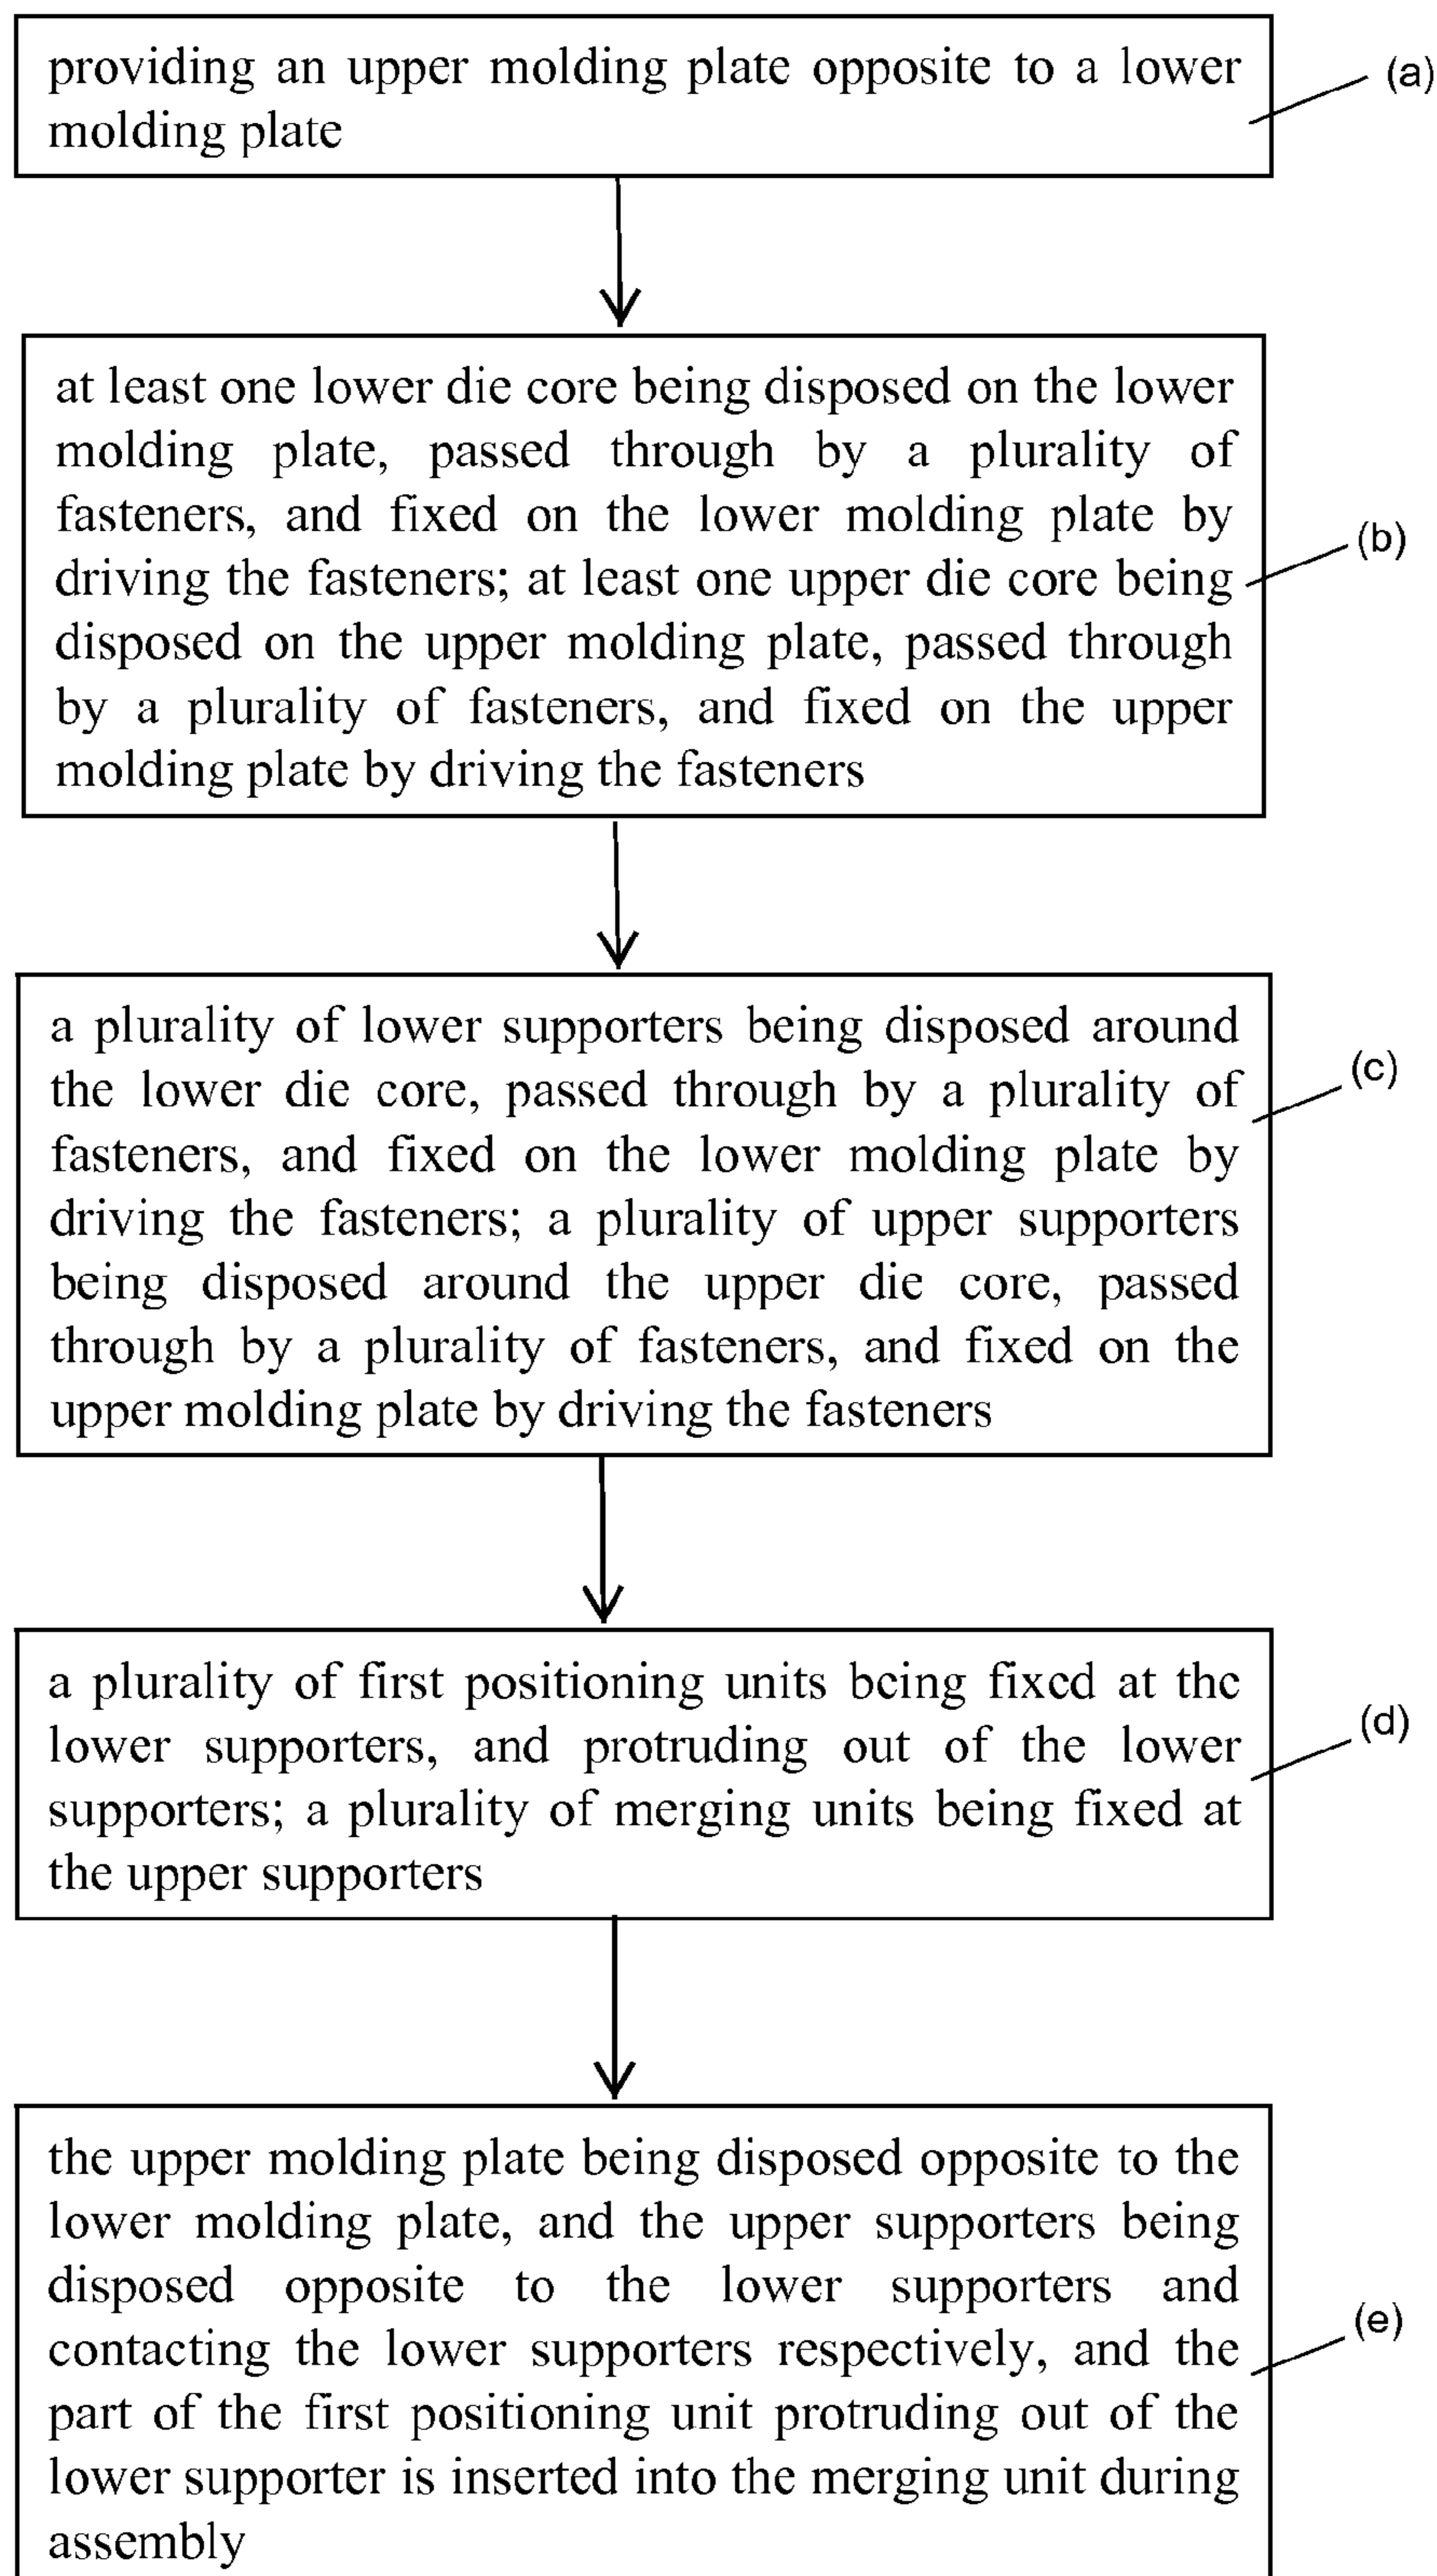 providing an upper molding plate opposite to a lower
molding plate
(a)
at least one lower die core being disposed on the lower
molding plate, passed through by a plurality of
fasteners, and fixed on the lower molding plate by
driving the fasteners; at least one upper die core being
disposed on the upper molding plate, passed through
by a plurality of fasteners, and fixed on the upper
molding plate by driving the fasteners
(b)
a plurality of lower supporters being disposed around
the lower die core, passed through by a plurality of
fasteners, and fixed on the lower molding plate by
driving the fasteners; a plurality of upper supporters
being disposed around the upper die core, passed
through by a plurality of fasteners, and fixed on the
upper molding plate by driving the fasteners
(c)
a plurality of first positioning units being fixed at the
lower supporters, and protruding out of the lower
supporters; a plurality of merging units being fixed at
the upper supporters
(d)
the upper molding plate being disposed opposite to the
lower molding plate, and the upper supporters being
disposed opposite to the lower supporters and
contacting the lower supporters respectively, and the
part of the first positioning unit protruding out of the
lower supporter is inserted into the merging unit during
assembly
(e)